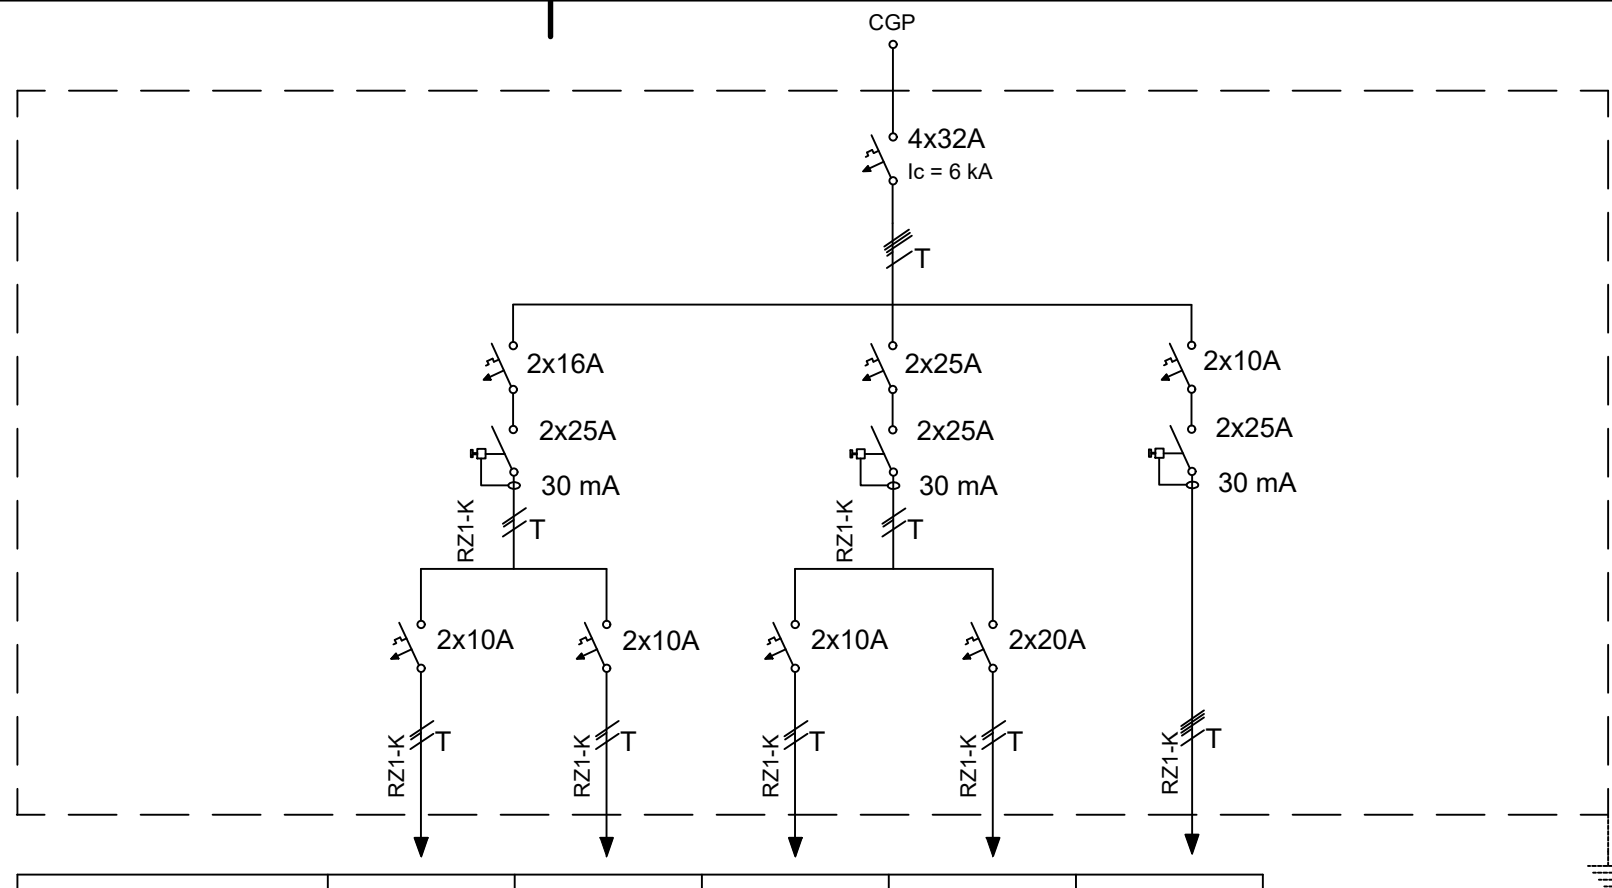 CGP
4x32A
Ic = 6 kA
T
2x16A
2x25A
2x10A
2x25A
2x25A
2x25A
30 mA
30 mA
30 mA
RZ1-K
T
RZ1-K
T
2x10A
2x10A
2x10A
2x20A
RZ1-K
T
RZ1-K
T
RZ1-K
T
RZ1-K
T
RZ1-K
T